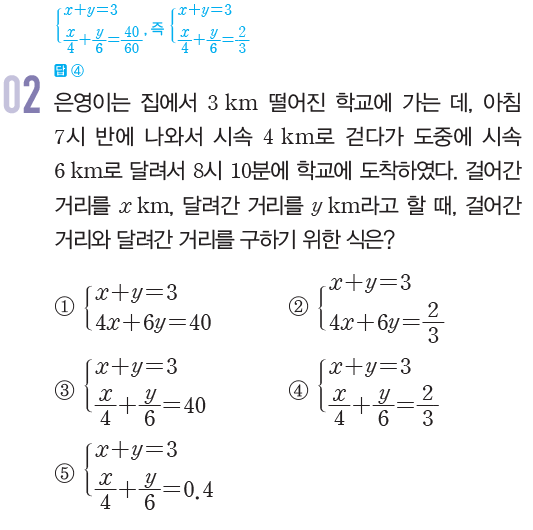 {x+y=3, x/4+y/6=40/60, 즉 {x+y=3, x/4+y/6=2/3
답 ④
02 은영이는 집에서 3 km 떨어진 학교에 가는 데, 아침
7시 반에 나와서 시속 4 km로 걷다가 도중에 시속
6 km로 달려서 8시 10분에 학교에 도착하였다. 걸어간
거리를 x km, 달려간 거리를 y km라고 할 때, 걸어간
거리와 달려간 거리를 구하기 위한 식은?
① {x+y=3, 4x+6y=40 ② {x+y=3, 4x+6y=2/3
③ {x+y=3, x/4+y/6=40 ④ {x+y=3, x/4+y/6=2/3
⑤ {x+y=3, x/4+y/6=0.4